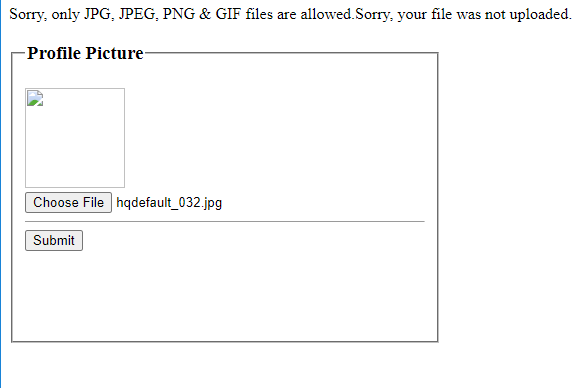 Sorry, only JPG, JPEG, PNG & GIF files are allowed.Sorry, your file was not uploaded.
Profile Picture
Choose File hqdefault_032.jpg
Submit